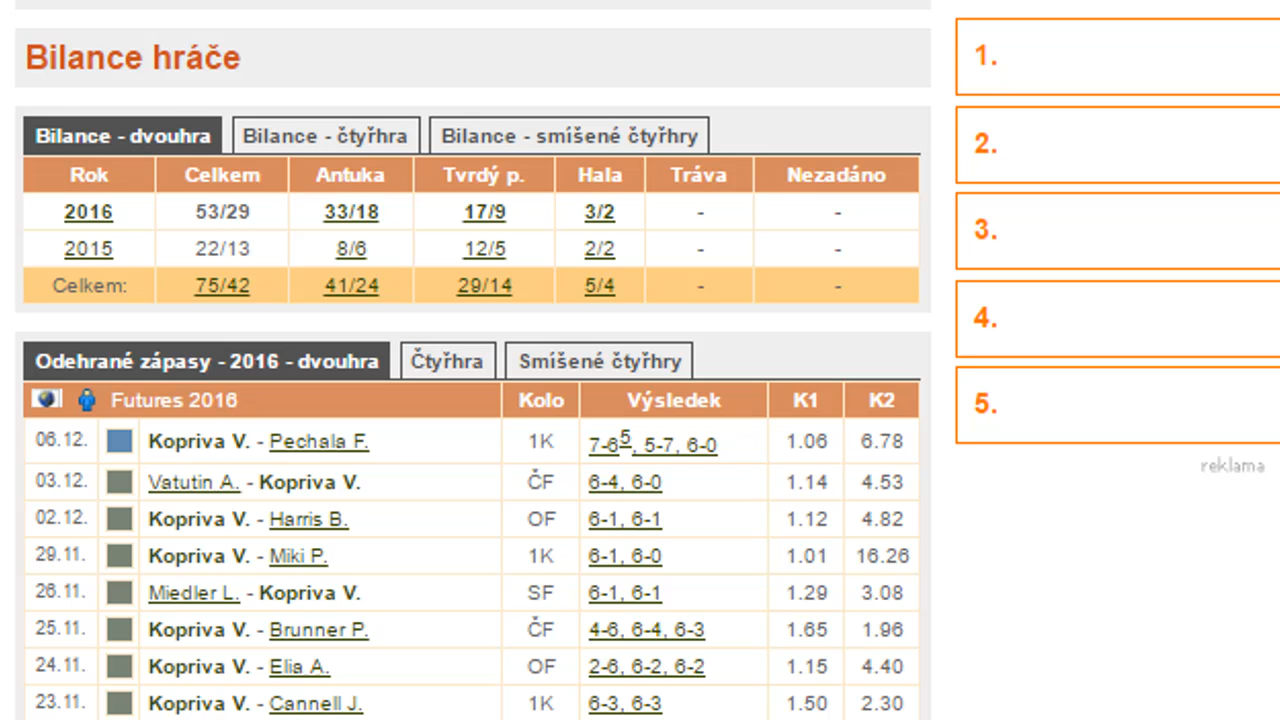 Bilance hráče
1.
Bilance - dvouhra Bilance - čtyřhra Bilance - smíšené čtyřhry
2.
Rok Celkem Antuka Tvrdý p. Hala Tráva Nezadáno
2016 53/29 33/18 17/9 3/2 - -
3.
2015 22/13 8/6 12/5 2/2 - -
Celkem: 75/42 41/24 29/14 5/4 - -
4.
Odehrané zápasy - 2016 - dvouhra Čtyřhra Smíšené čtyřhry
Futures 2016 Kolo Výsledek K1 K2
5.
06.12. Kopriva V. - Pechala F. 1K 7-6⁵, 5-7, 6-0 1.06 6.78
reklama
03.12. Vatutin A. - Kopriva V. ČF 6-4, 6-0 1.14 4.53
02.12. Kopriva V. - Harris B. OF 6-1, 6-1 1.12 4.82
29.11. Kopriva V. - Miki P. 1K 6-1, 6-0 1.01 16.26
26.11. Miedler L. - Kopriva V. SF 6-1, 6-1 1.29 3.08
25.11. Kopriva V. - Brunner P. ČF 4-6, 6-4, 6-3 1.65 1.96
24.11. Kopriva V. - Elia A. OF 2-6, 6-2, 6-2 1.15 4.40
23.11. Kopriva V. - Cannell J. 1K 6-3, 6-3 1.50 2.30